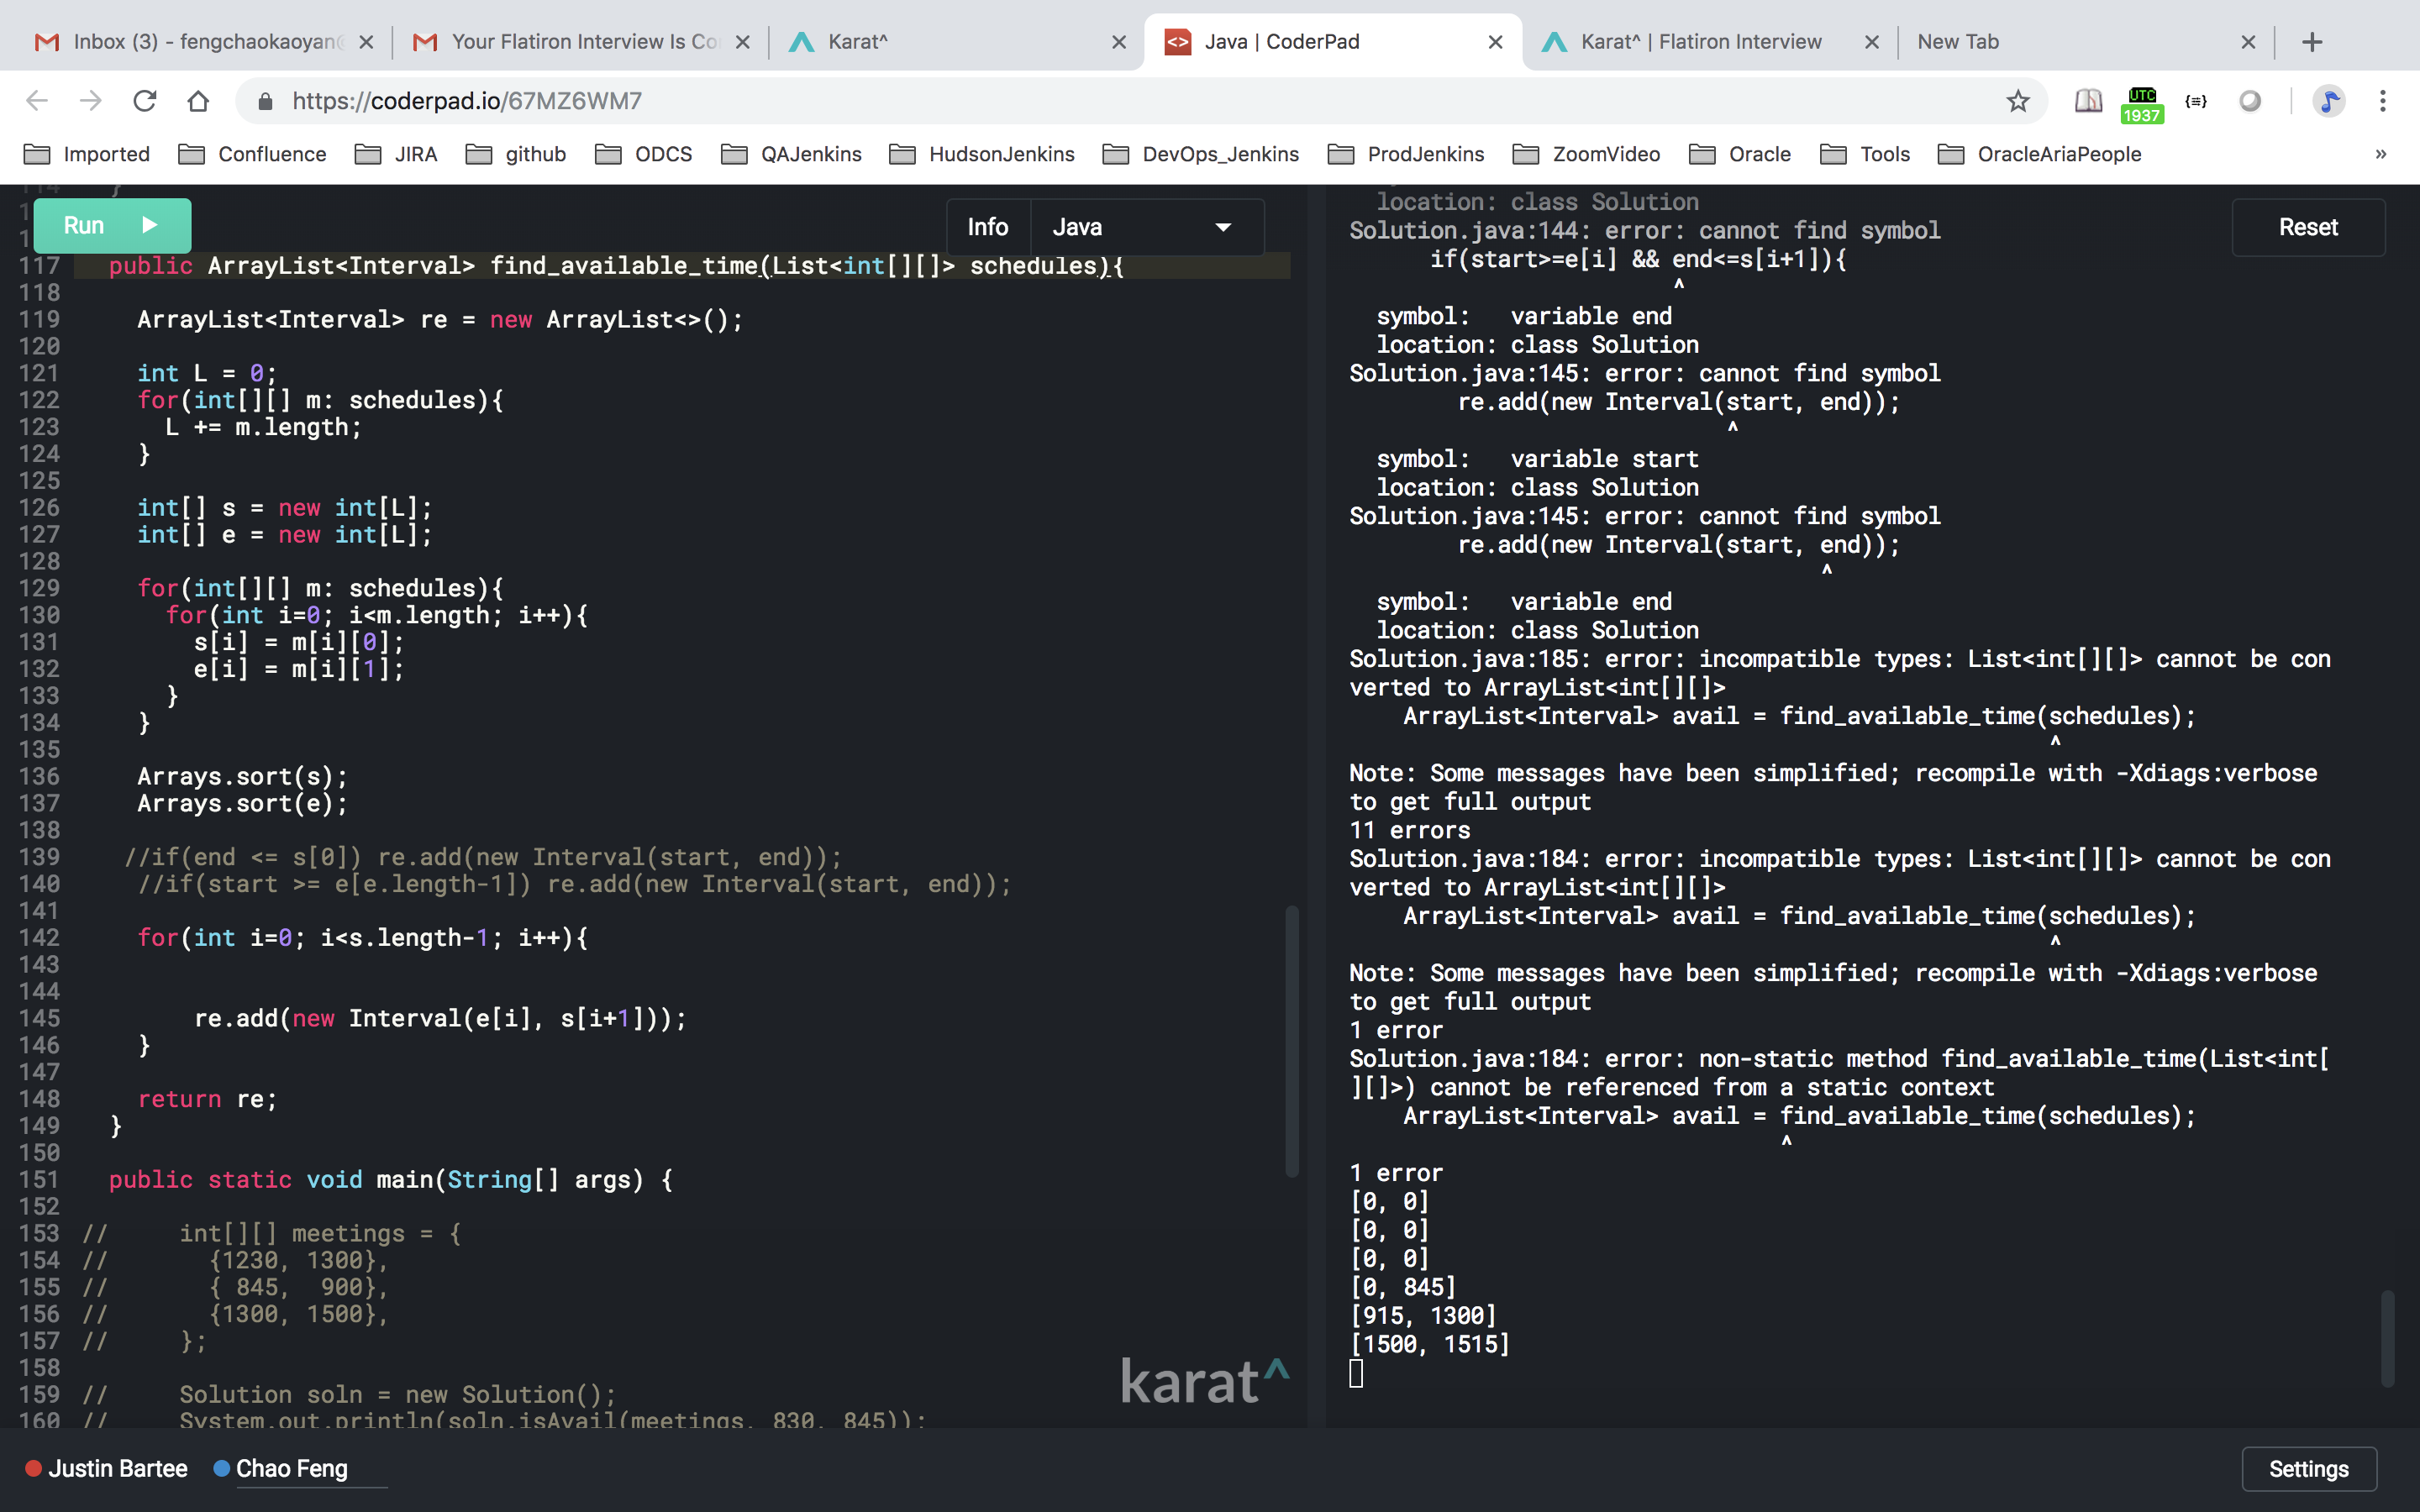 Inbox (3) - fengchaokaoyan@
Your Flatiron Interview Is Co
Karat^
Java | CoderPad
Karat^ | Flatiron Interview
New Tab
https://coderpad.io/67MZ6WM7
UTC
1937
Imported
Confluence
JIRA
github
ODCS
QAJenkins
HudsonJenkins
DevOps_Jenkins
ProdJenkins
ZoomVideo
Oracle
Tools
OracleAriaPeople
»
114 }
Run
Info
Java
117 public ArrayList<Interval> find_available_time(List<int[][]> schedules){
118
119 ArrayList<Interval> re = new ArrayList<>();
120
121 int L = 0;
122 for(int[][] m: schedules){
123 L += m.length;
124 }
125
126 int[] s = new int[L];
127 int[] e = new int[L];
128
129 for(int[][] m: schedules){
130 for(int i=0; i<m.length; i++){
131 s[i] = m[i][0];
132 e[i] = m[i][1];
133 }
134 }
135
136 Arrays.sort(s);
137 Arrays.sort(e);
138
139 //if(end <= s[0]) re.add(new Interval(start, end));
140 //if(start >= e[e.length-1]) re.add(new Interval(start, end));
141
142 for(int i=0; i<s.length-1; i++){
143
144
145 re.add(new Interval(e[i], s[i+1]));
146 }
147
148 return re;
149 }
150
151 public static void main(String[] args) {
152
153 // int[][] meetings = {
154 // {1230, 1300},
155 // { 845, 900},
156 // {1300, 1500},
157 // };
158
159 // Solution soln = new Solution();
160 // System.out.println(soln.isAvail(meetings, 830, 845));
karat^
Reset
location: class Solution
Solution.java:144: error: cannot find symbol
if(start>=e[i] && end<=s[i+1]){
^
symbol: variable end
location: class Solution
Solution.java:145: error: cannot find symbol
re.add(new Interval(start, end));
^
symbol: variable start
location: class Solution
Solution.java:145: error: cannot find symbol
re.add(new Interval(start, end));
^
symbol: variable end
location: class Solution
Solution.java:185: error: incompatible types: List<int[][]> cannot be con
verted to ArrayList<int[][]>
ArrayList<Interval> avail = find_available_time(schedules);
^
Note: Some messages have been simplified; recompile with -Xdiags:verbose
to get full output
11 errors
Solution.java:184: error: incompatible types: List<int[][]> cannot be con
verted to ArrayList<int[][]>
ArrayList<Interval> avail = find_available_time(schedules);
^
Note: Some messages have been simplified; recompile with -Xdiags:verbose
to get full output
1 error
Solution.java:184: error: non-static method find_available_time(List<int[
][]>) cannot be referenced from a static context
ArrayList<Interval> avail = find_available_time(schedules);
^
1 error
[0, 0]
[0, 0]
[0, 0]
[0, 845]
[915, 1300]
[1500, 1515]
Justin Bartee
Chao Feng
Settings